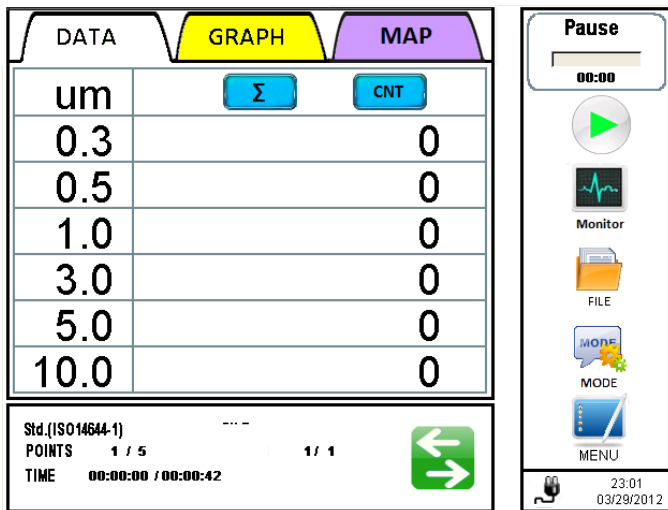 DATA GRAPH MAP
um Σ CNT
0.3 0
0.5 0
1.0 0
3.0 0
5.0 0
10.0 0
Std.(ISO14644-1)
POINTS 1 / 5 1/ 1
TIME 00:00:00 / 00:00:42
Pause
00:00
Monitor
FILE
MODE
MODE
MENU
23:01
03/29/2012